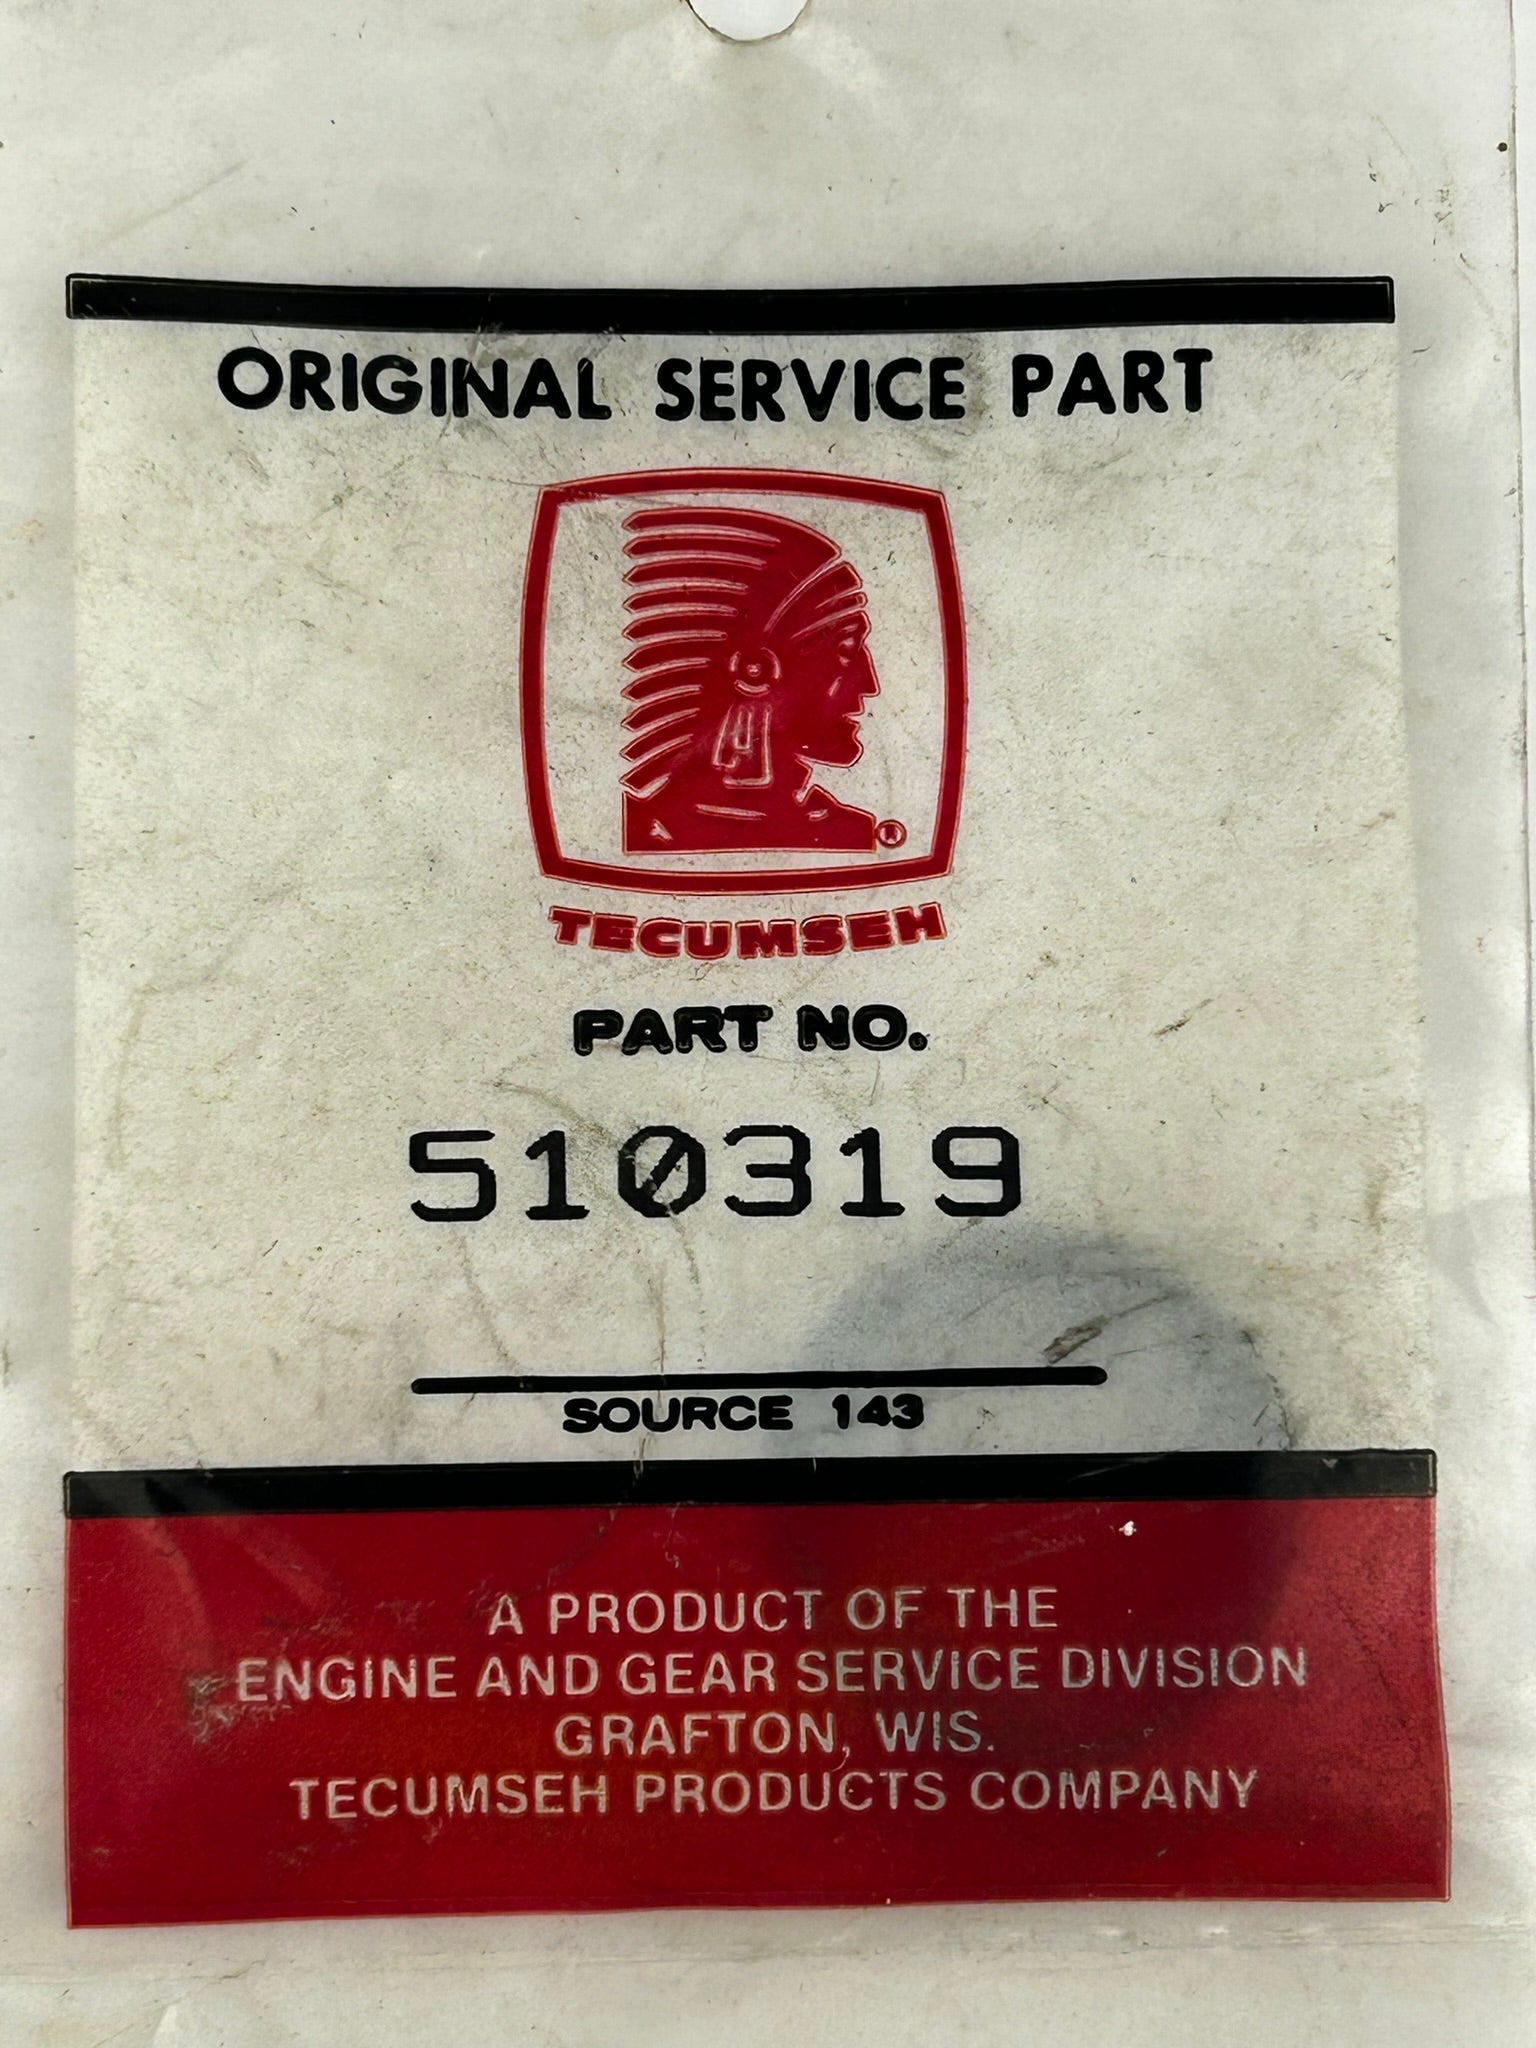 ORIGINAL SERVICE PART
®
TECUMSEH
PART NO.
510319
SOURCE 143
A PRODUCT OF THE
ENGINE AND GEAR SERVICE DIVISION
GRAFTON, WIS.
TECUMSEH PRODUCTS COMPANY